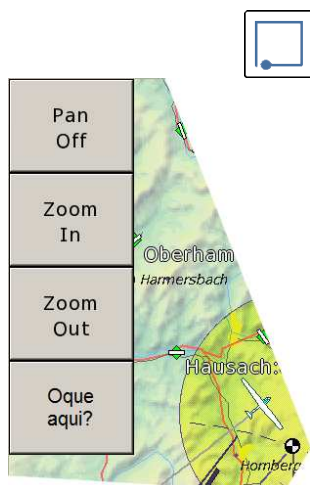 Pan
Off
Zoom
In
Oberham
Harmersbach
Zoom
Out
Hausach:
Oque
aqui?
Hornberg